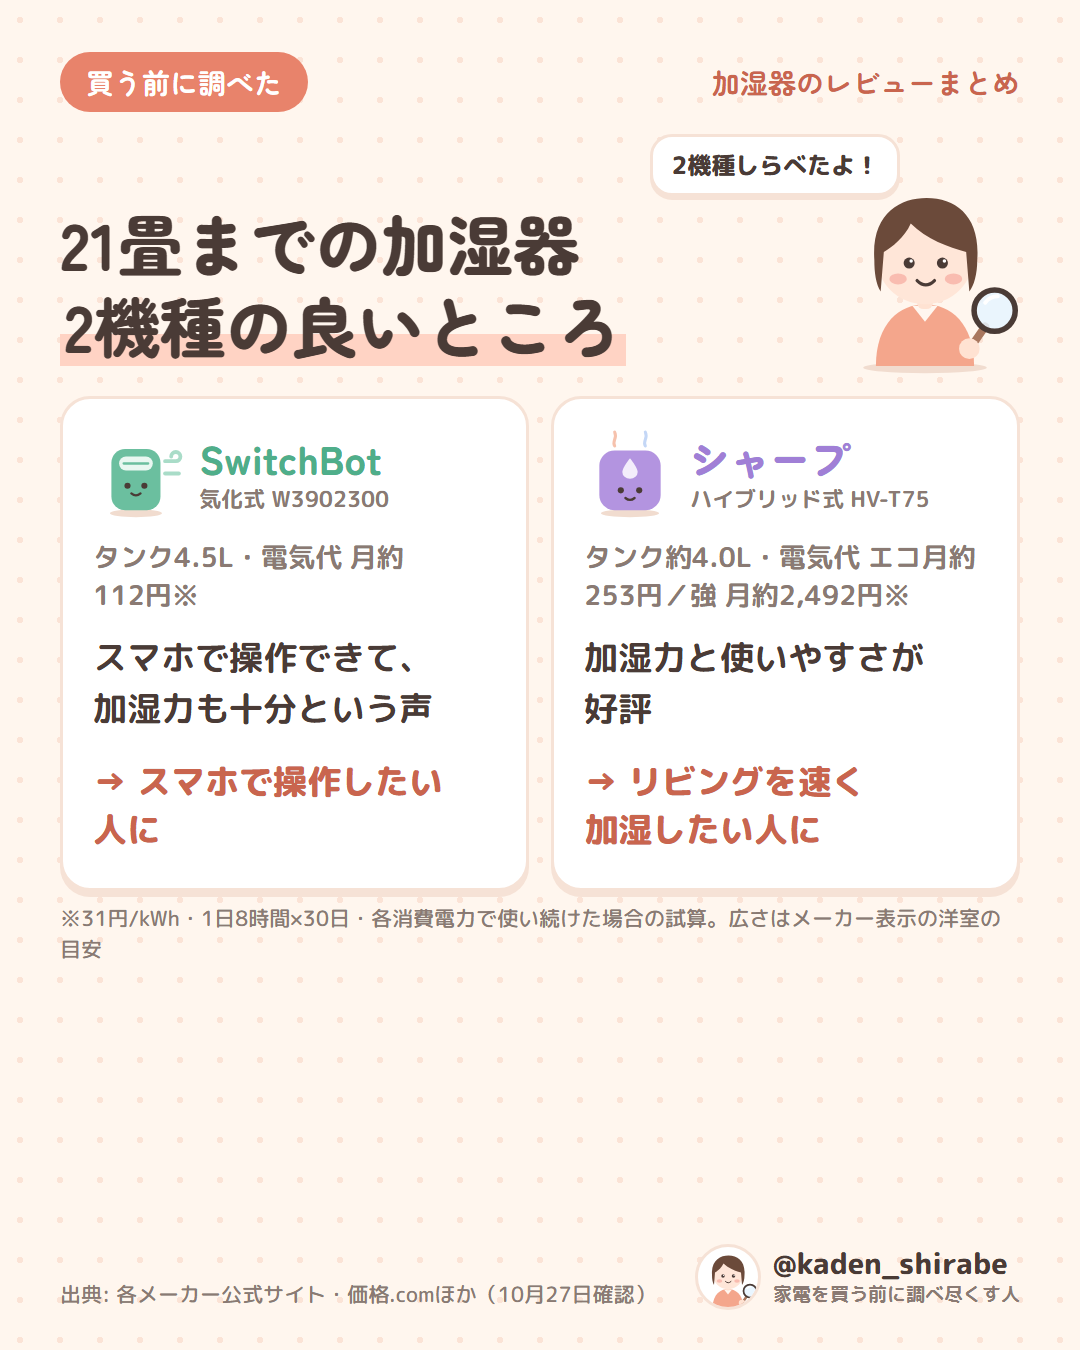 買う前に調べた
加湿器のレビューまとめ
2機種しらべたよ！
21畳までの加湿器
2機種の良いところ
SwitchBot
気化式 W3902300
タンク4.5L・電気代 月約
112円※
スマホで操作できて、
加湿力も十分という声
→ スマホで操作したい
人に
シャープ
ハイブリッド式 HV-T75
タンク約4.0L・電気代 エコ月約
253円／強 月約2,492円※
加湿力と使いやすさが
好評
→ リビングを速く
加湿したい人に
※31円/kWh・1日8時間×30日・各消費電力で使い続けた場合の試算。広さはメーカー表示の洋室の
目安
出典: 各メーカー公式サイト・価格.comほか（10月27日確認）
@kaden_shirabe
家電を買う前に調べ尽くす人